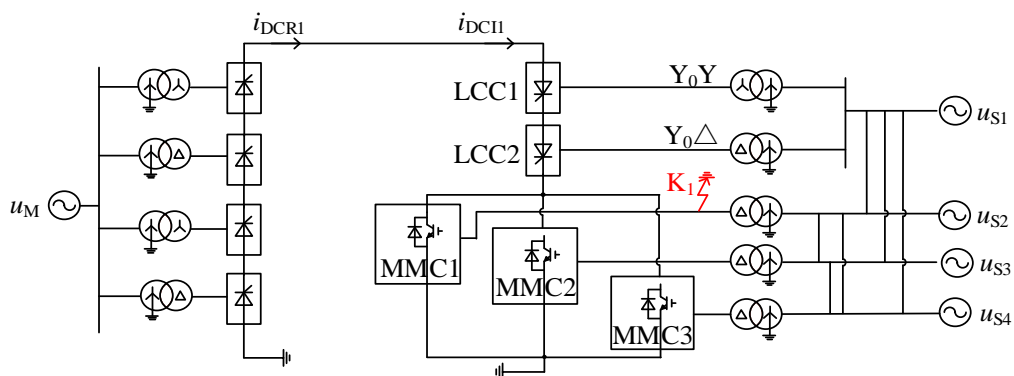 i_DCR1
i_DCI1
LCC1
Y₀Y
u_S1
LCC2
Y₀△
K₁
u_M
u_S2
MMC1
MMC2
u_S3
MMC3
u_S4